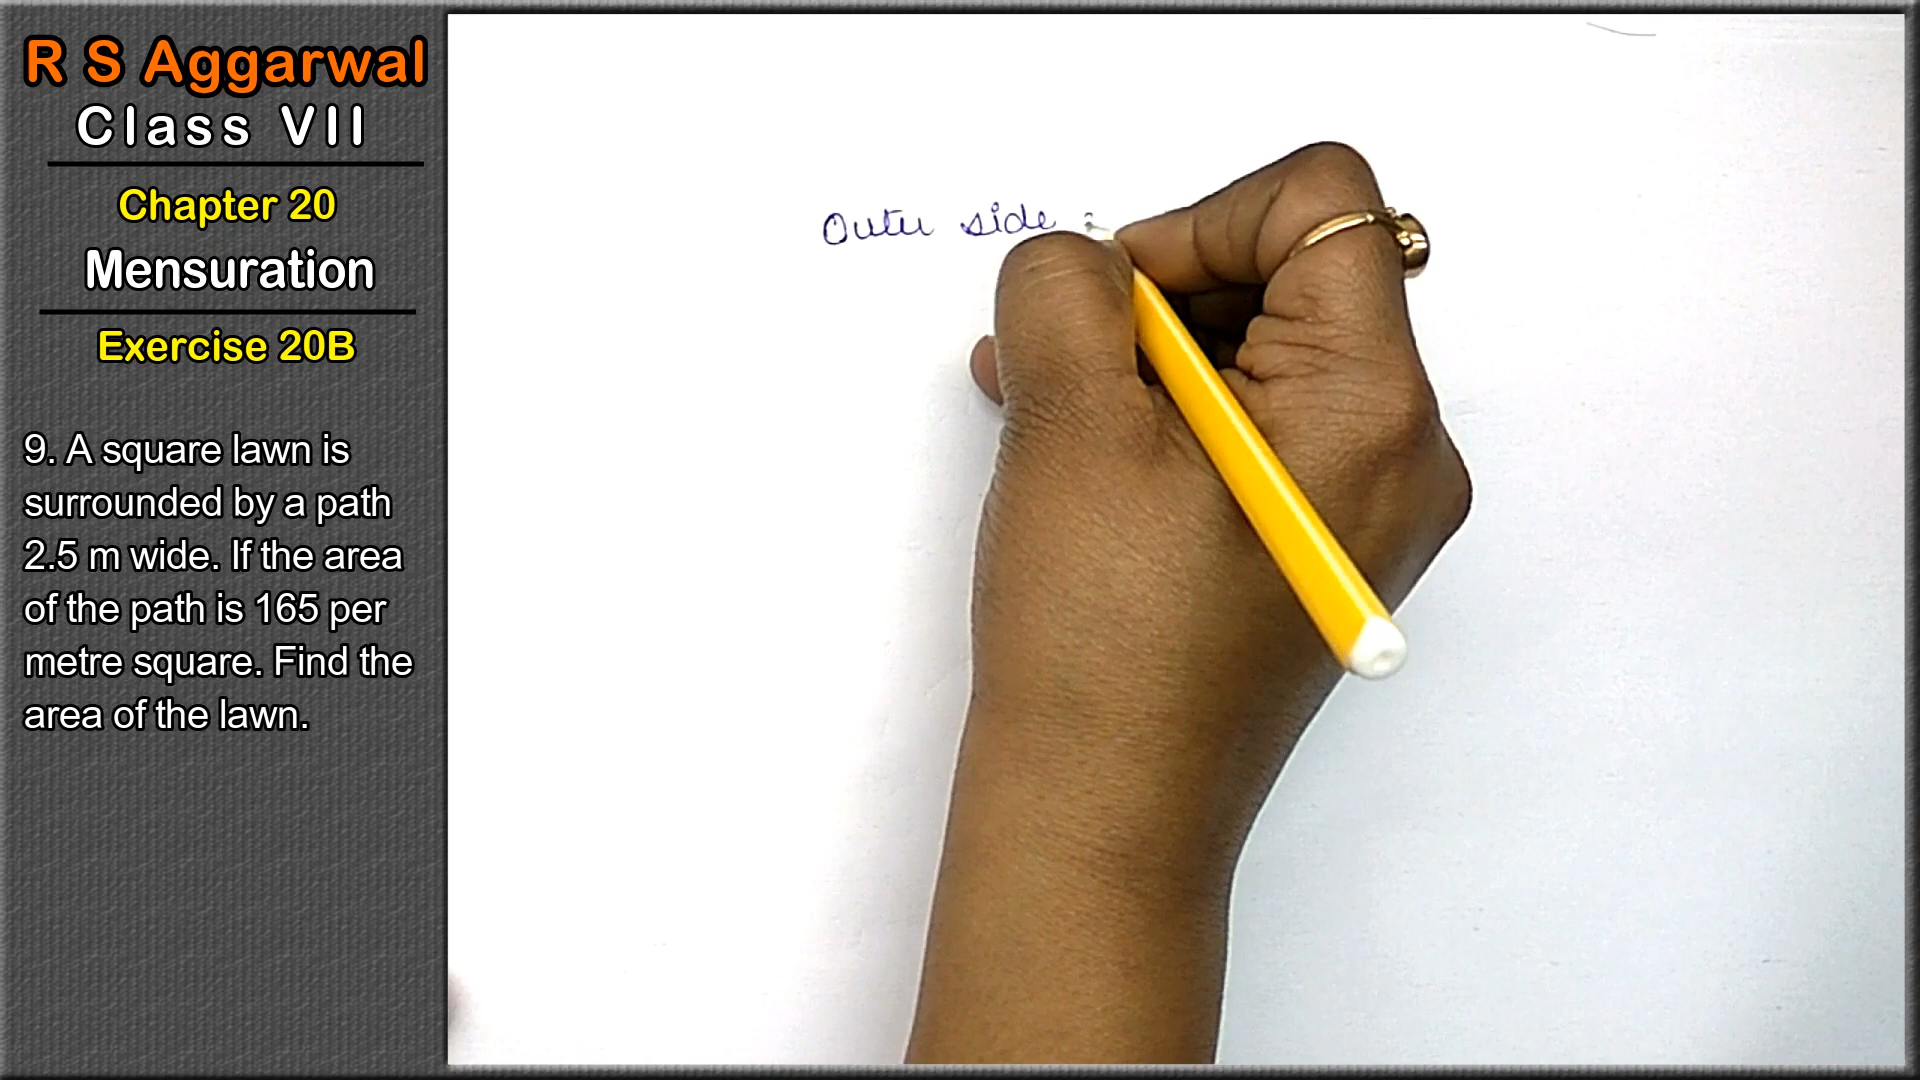 R S Aggarwal
Class VII
Chapter 20
Mensuration
Exercise 20B
9. A square lawn is
surrounded by a path
2.5 m wide. If the area
of the path is 165 per
metre square. Find the
area of the lawn.
Outer side =